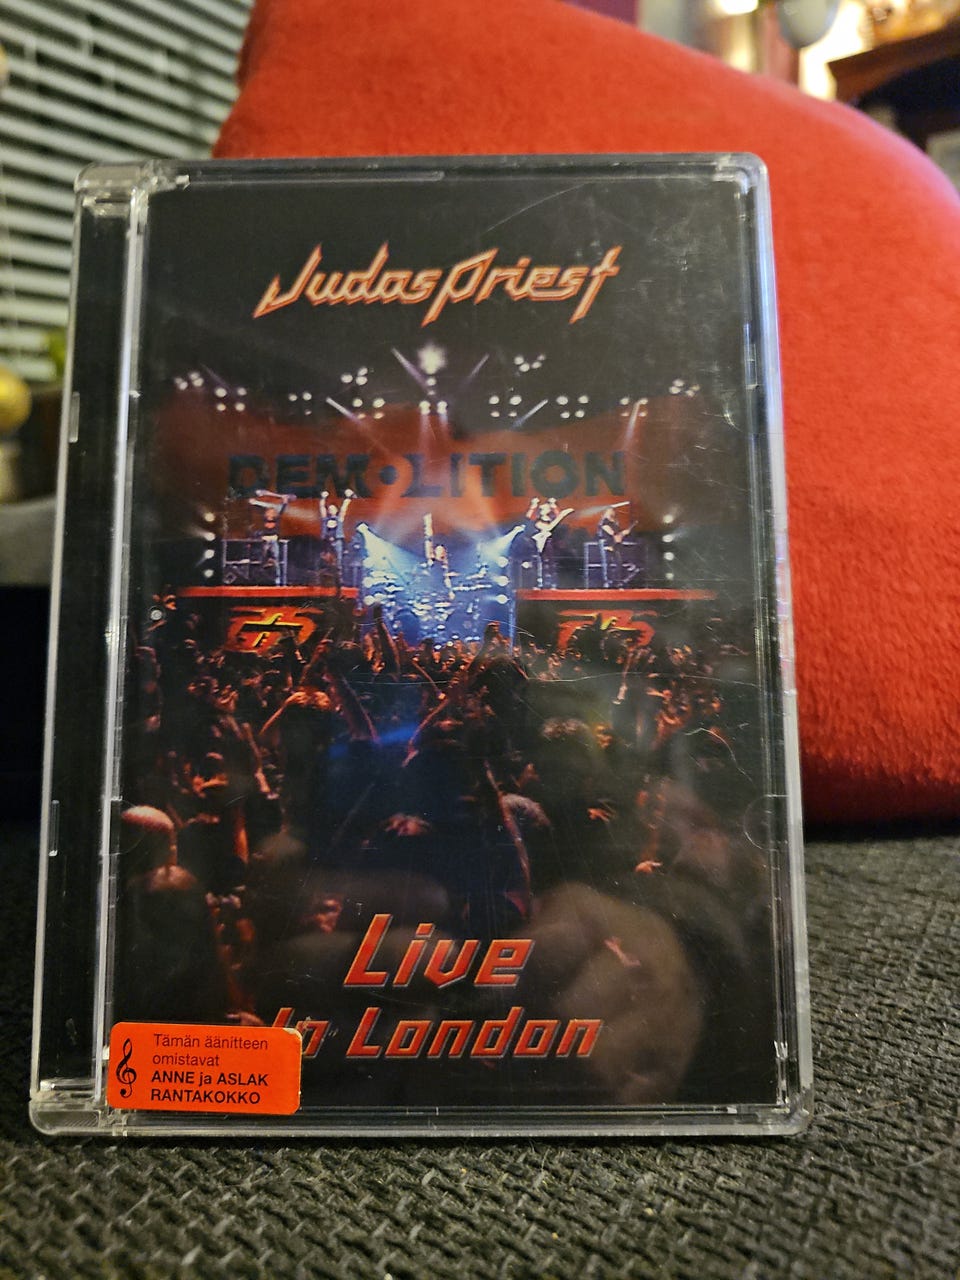 Judas Priest
DEMOLITION
Live
In London
Tämän äänitteen
omistavat
ANNE ja ASLAK
RANTAKOKKO